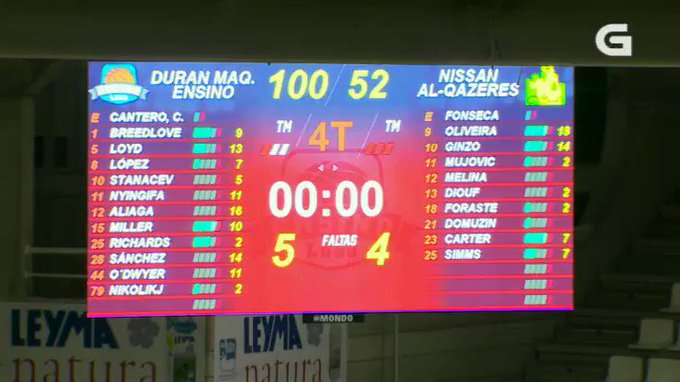 G
DURAN MAQ. ENSINO
100 / 52
NISSAN AL-QAZERES
E CANTERO, C.
1 BREEDLOVE 9
5 LOYD 13
8 LÓPEZ 7
10 STANACEV 5
11 NYINGIFA 11
12 ALIAGA 16
15 MILLER 10
25 RICHARDS 2
28 SÁNCHEZ 14
44 O´DWYER 11
79 NIKOLIKJ 2
TM 4T TM
00:00
5 FALTAS 4
E FONSECA
9 OLIVEIRA 18
10 GINZO 14
11 MUJOVIC 2
12 MELINA
13 DIOUF 2
18 FORASTE 2
21 DOMUZIN
23 CARTER 7
25 SIMMS 7
MONDO
LEYMA
natura
LEYMA
natura